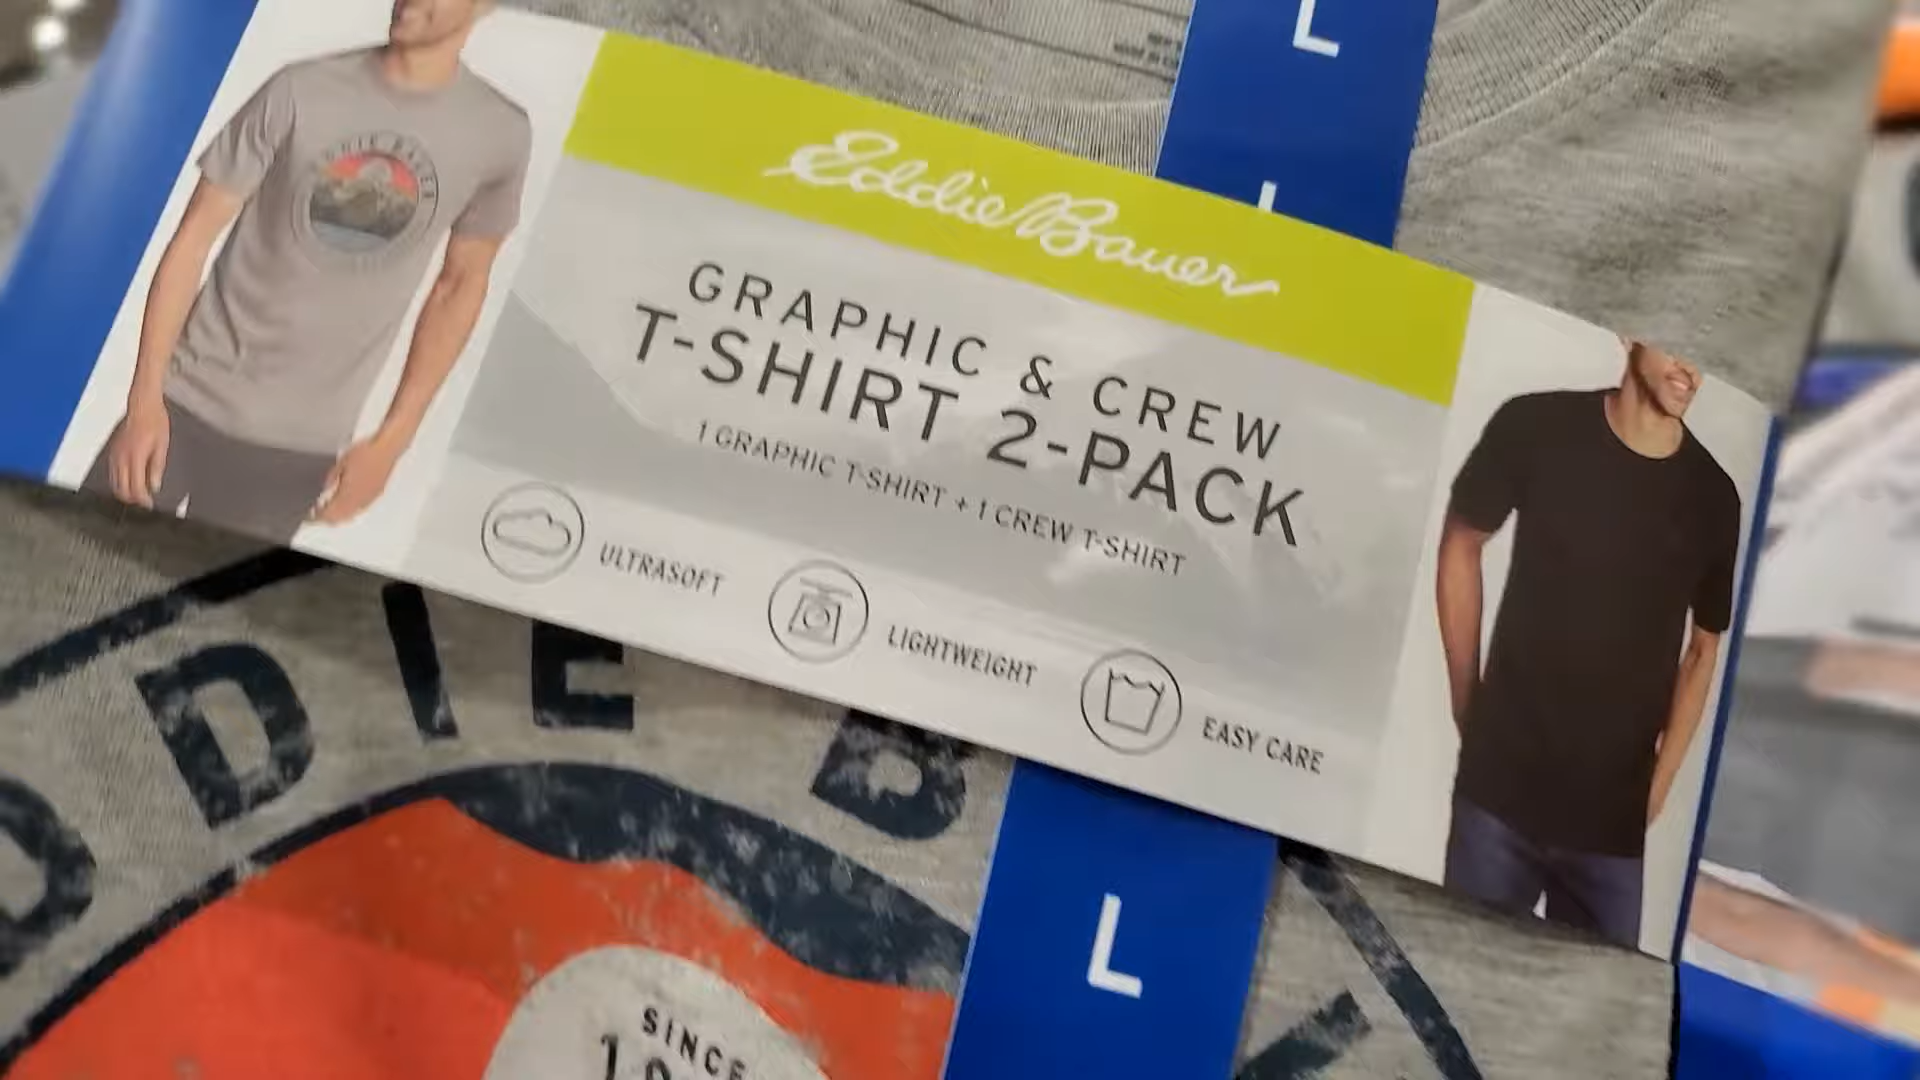 L
Eddie Bauer
GRAPHIC & CREW
T-SHIRT 2-PACK
1 GRAPHIC T-SHIRT + 1 CREW T-SHIRT
ULTRASOFT
LIGHTWEIGHT
EASY CARE
DDIE B
L
SINCE